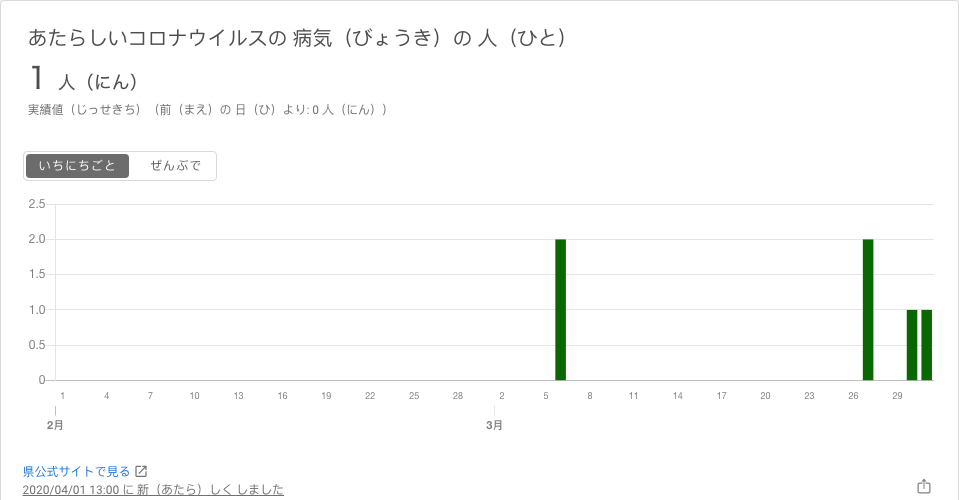 あたらしいコロナウイルスの 病気（びょうき）の 人（ひと）
1 人（にん）
実績値（じっせきち）（前（まえ）の 日（ひ）より: 0 人（にん））
いちにちごと ぜんぶで
2.5
2.0
1.5
1.0
0.5
0
1 4 7 10 13 16 19 22 25 28 2 5 8 11 14 17 20 23 26 29
2月 3月
県公式サイトで見る
2020/04/01 13:00 に 新（あたら）しく しました